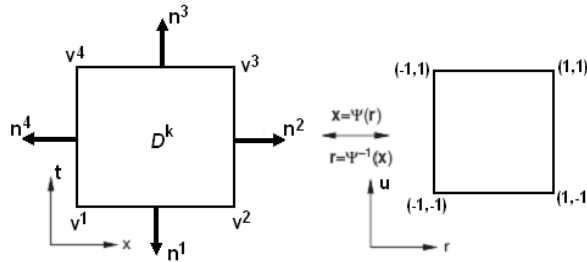 n³
v⁴
v³
(-1,1)
(1,1)
n⁴
Dᵏ
n²
x=Ψ(r)
r=Ψ⁻¹(x)
t
u
v¹
v²
(-1,-1)
(1,-1
x
n¹
r